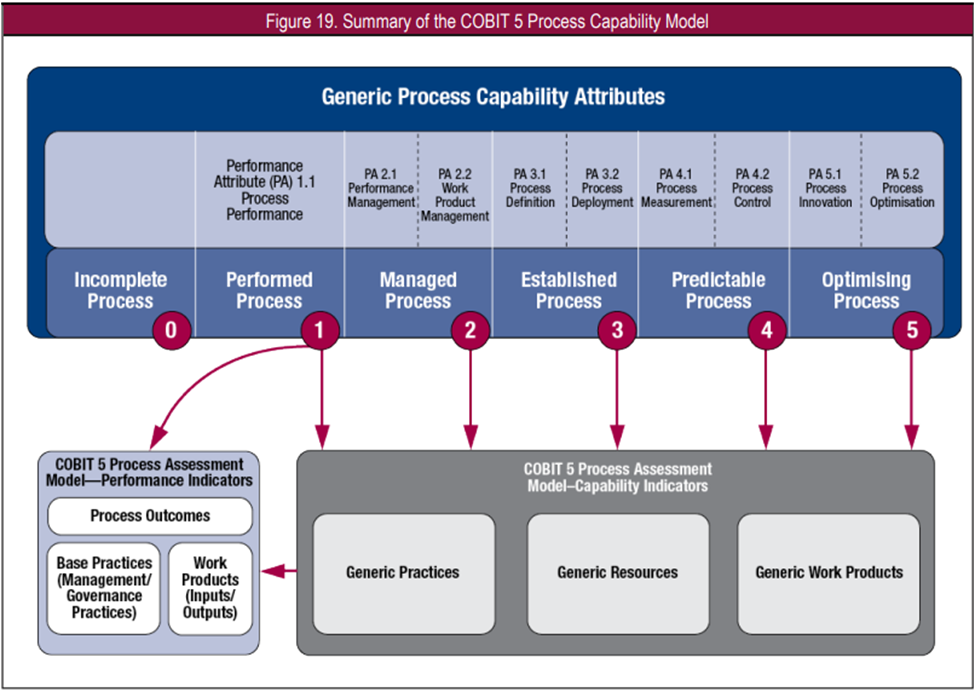 Figure 19. Summary of the COBIT 5 Process Capability Model
Generic Process Capability Attributes
Performance
Attribute (PA) 1.1
Process
Performance
PA 2.1
Performance
Management
PA 2.2
Work
Product
Management
PA 3.1
Process
Definition
PA 3.2
Process
Deployment
PA 4.1
Process
Measurement
PA 4.2
Process
Control
PA 5.1
Process
Innovation
PA 5.2
Process
Optimisation
Incomplete
Process
0
Performed
Process
1
Managed
Process
2
Established
Process
3
Predictable
Process
4
Optimising
Process
5
COBIT 5 Process Assessment
Model—Performance Indicators
Process Outcomes
Base Practices
(Management/
Governance
Practices)
Work
Products
(Inputs/
Outputs)
COBIT 5 Process Assessment
Model–Capability Indicators
Generic Practices
Generic Resources
Generic Work Products